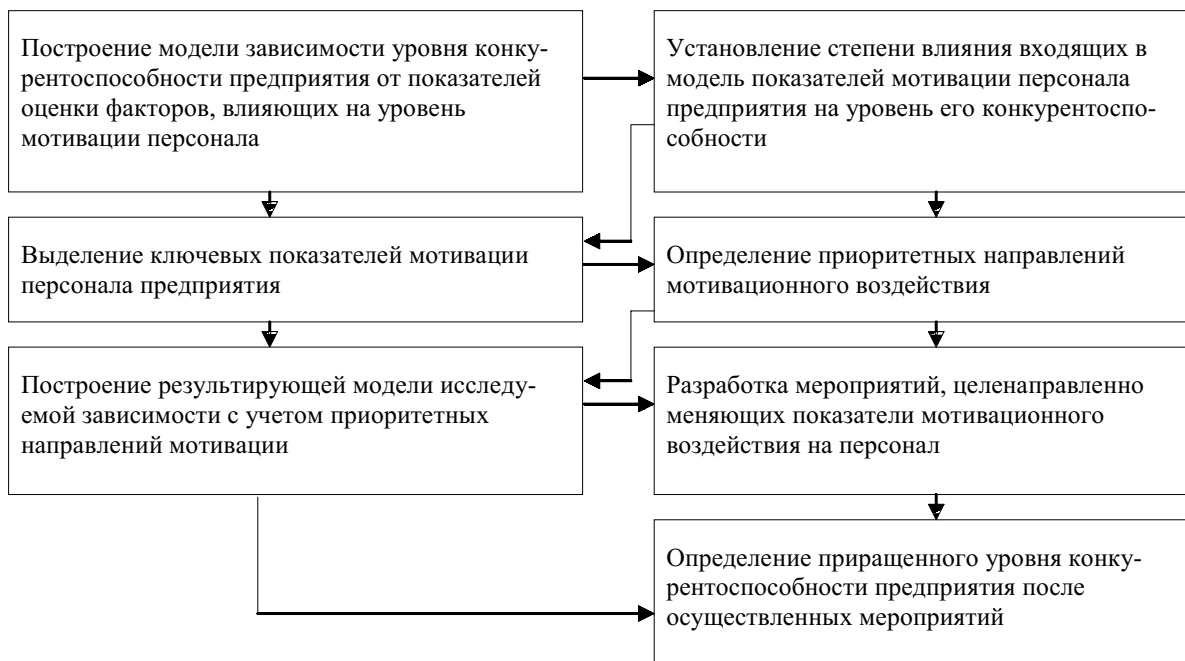 Построение модели зависимости уровня конку-
рентоспособности предприятия от показателей
оценки факторов, влияющих на уровень
мотивации персонала
Установление степени влияния входящих в
модель показателей мотивации персонала
предприятия на уровень его конкурентоспо-
собности
Выделение ключевых показателей мотивации
персонала предприятия
Определение приоритетных направлений
мотивационного воздействия
Построение результирующей модели исследу-
емой зависимости с учетом приоритетных
направлений мотивации
Разработка мероприятий, целенаправленно
меняющих показатели мотивационного
воздействия на персонал
Определение приращенного уровня конку-
рентоспособности предприятия после
осуществленных мероприятий